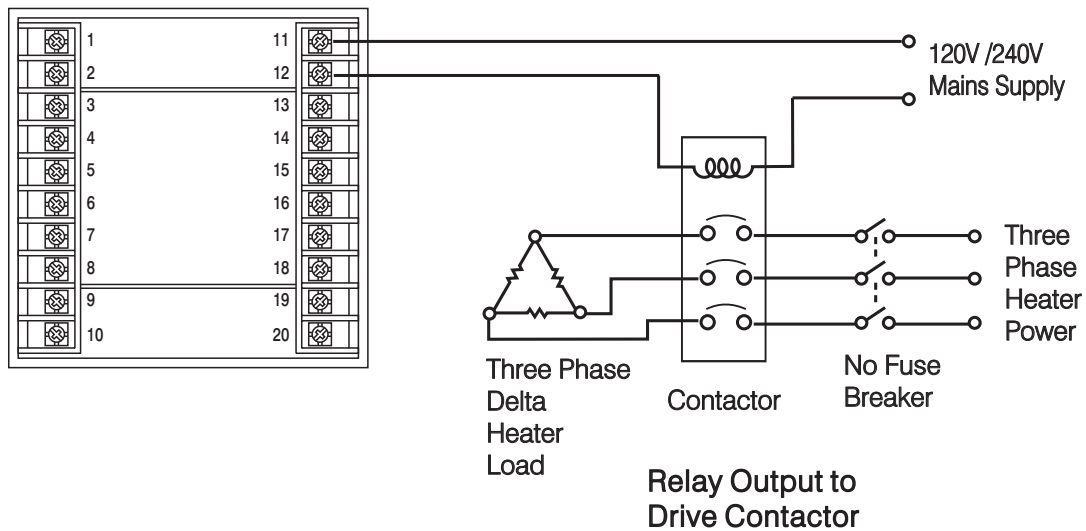 1
2
3
4
5
6
7
8
9
10
11
12
13
14
15
16
17
18
19
20
120V /240V
Mains Supply
Three
Phase
Heater
Power
Three Phase
Delta
Heater
Load
Contactor
No Fuse
Breaker
Relay Output to
Drive Contactor